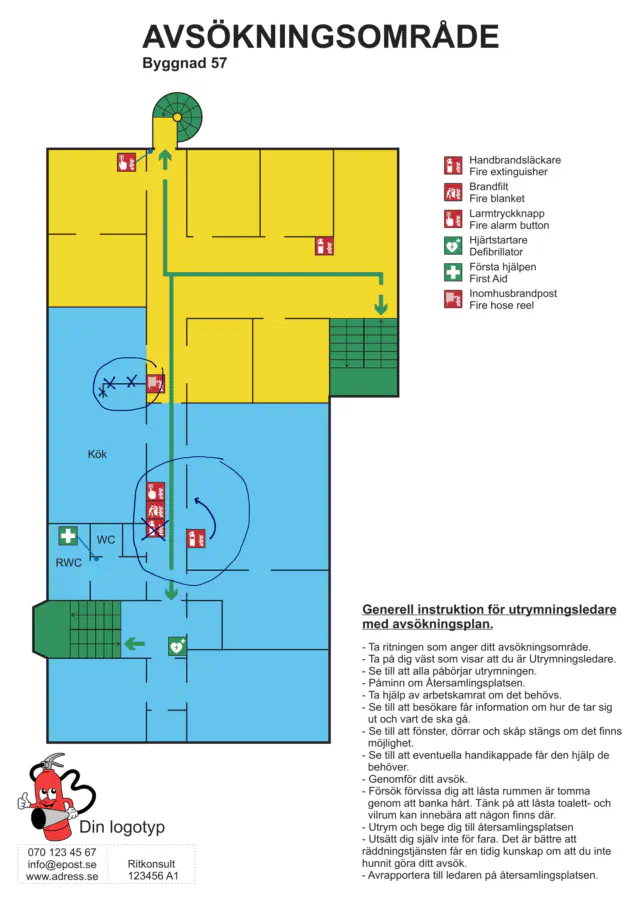 AVSÖKNINGSOMRÅDE
Byggnad 57
Handbrandsläckare
Fire extinguisher
Brandfilt
Fire blanket
Larmtryckknapp
Fire alarm button
Hjärtstartare
Defibrillator
Första hjälpen
First Aid
Inomhusbrandpost
Fire hose reel
Kök
WC
RWC
Generell instruktion för utrymningsledare
med avsökningsplan.
- Ta ritningen som anger ditt avsökningsområde.
- Ta på dig väst som visar att du är Utrymningsledare.
- Se till att alla påbörjar utrymningen.
- Påminn om Återsamlingsplatsen.
- Ta hjälp av arbetskamrat om det behövs.
- Se till att besökare får information om hur de tar sig
ut och vart de ska gå.
- Se till att fönster, dörrar och skåp stängs om det finns
möjlighet.
- Se till att eventuella handikappade får den hjälp de
behöver.
- Genomför ditt avsök.
- Försök förvissa dig att låsta rummen är tomma
genom att banka hårt. Tänk på att låsta toalett- och
vilrum kan innebära att någon finns där.
- Utrym och bege dig till återsamlingsplatsen
- Utsätt dig själv inte för fara. Det är bättre att
räddningstjänsten får en tidig kunskap om att du inte
hunnit göra ditt avsök.
- Avrapportera till ledaren på återsamlingsplatsen.
Din logotyp
070 123 45 67
info@epost.se
www.adress.se
Ritkonsult
123456 A1